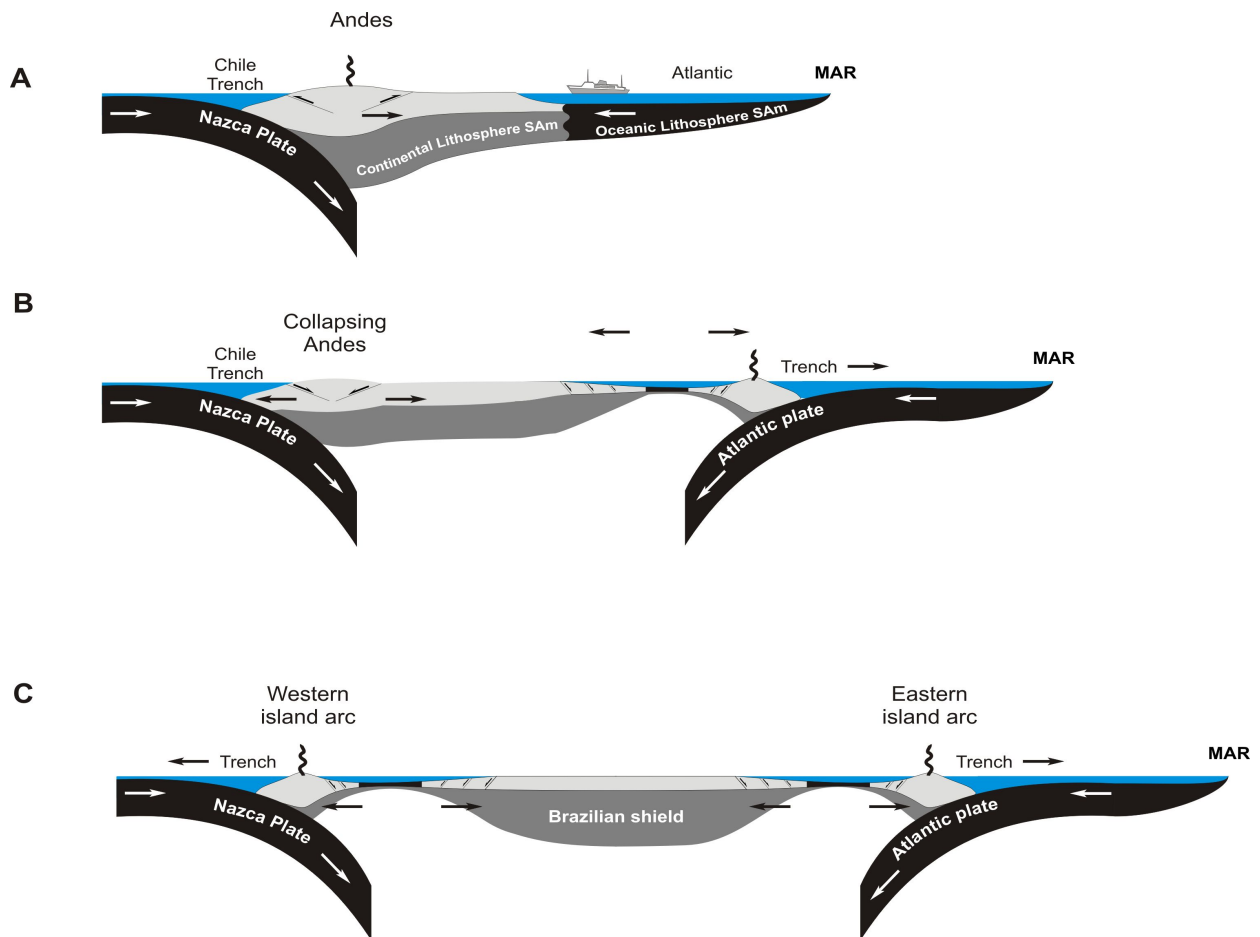 Andes
A
Chile
Trench
Atlantic
MAR
Nazca Plate
Continental Lithosphere SAm
Oceanic Lithosphere SAm
B
Collapsing
Andes
Chile
Trench
Trench
MAR
Nazca Plate
Atlantic plate
C
Western
island arc
Eastern
island arc
Trench
Trench
MAR
Nazca Plate
Brazilian shield
Atlantic plate